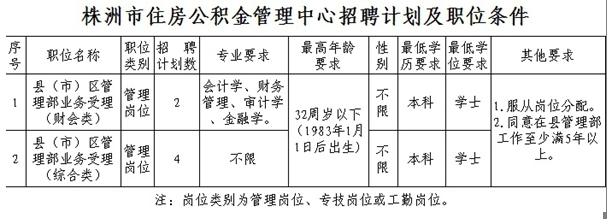 株洲市住房公积金管理中心招聘计划及职位条件
序号 职位名称 职位类别 招聘计划数 专业要求 最高年龄要求 性别 最低学历要求 最低学位要求 其他要求
1 县（市）区管理部业务受理（财会类） 管理岗位 2 会计学、财务管理、审计学、金融学。 32周岁以下（1983年1月1日后出生） 不限 本科 学士 1.服从岗位分配。2.同意在县管理部工作至少满5年以上。
2 县（市）区管理部业务受理（综合类） 管理岗位 4 不限 不限 本科 学士
注：岗位类别为管理岗位、专技岗位或工勤岗位。